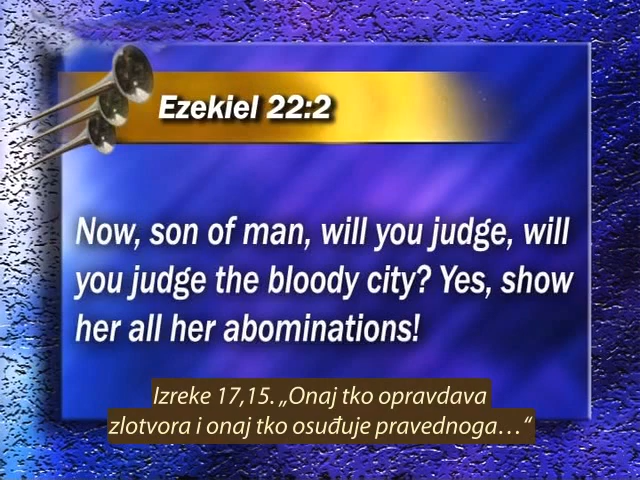 Ezekiel 22:2
Now, son of man, will you judge, will
you judge the bloody city? Yes, show
her all her abominations!
Izreke 17,15. „Onaj tko opravdava
zlotvora i onaj tko osuđuje pravednoga…“